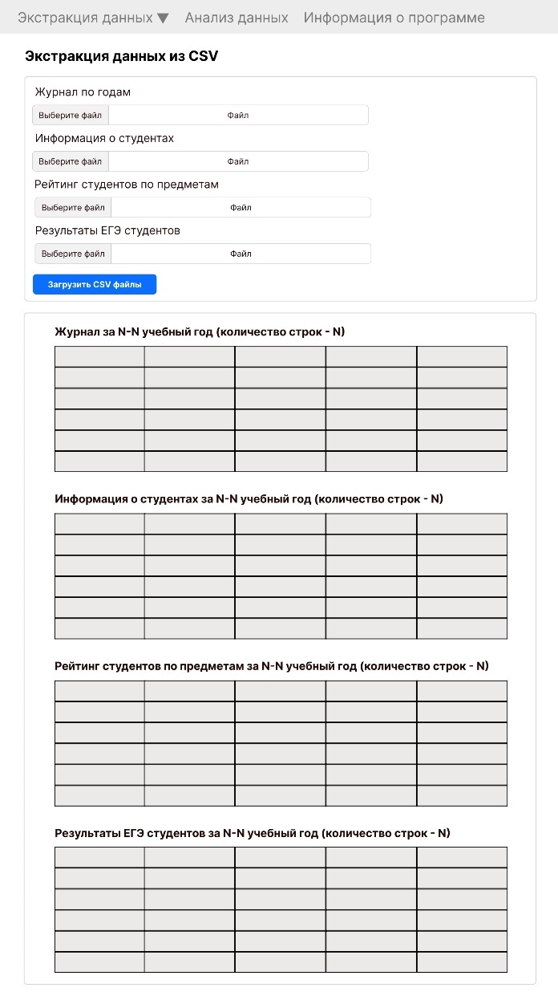 Экстракция данных ▼ Анализ данных Информация о программе
Экстракция данных из CSV
Журнал по годам
Выберите файл Файл
Информация о студентах
Выберите файл Файл
Рейтинг студентов по предметам
Выберите файл Файл
Результаты ЕГЭ студентов
Выберите файл Файл
Загрузить CSV файлы
Журнал за N-N учебный год (количество строк - N)
Информация о студентах за N-N учебный год (количество строк - N)
Рейтинг студентов по предметам за N-N учебный год (количество строк - N)
Результаты ЕГЭ студентов за N-N учебный год (количество строк - N)